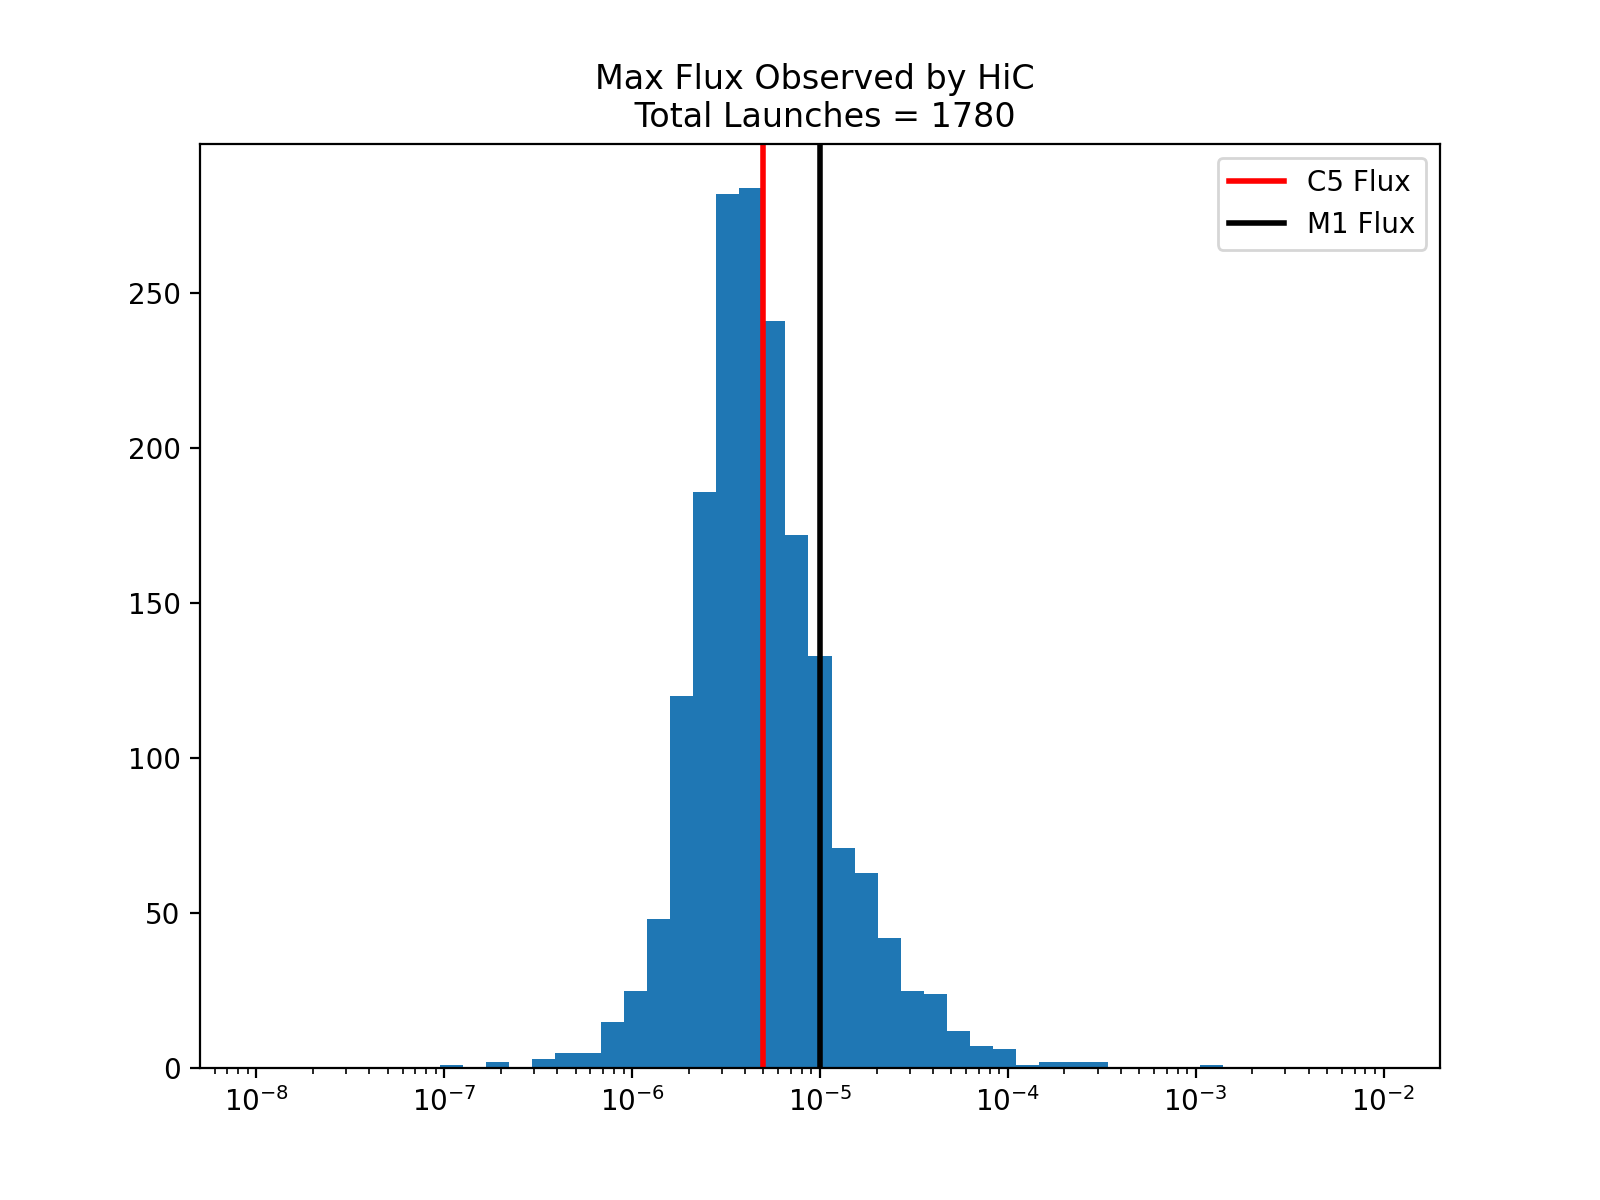 Max Flux Observed by HiC
Total Launches = 1780
C5 Flux
M1 Flux
250
200
150
100
50
0
10⁻⁸ 10⁻⁷ 10⁻⁶ 10⁻⁵ 10⁻⁴ 10⁻³ 10⁻²